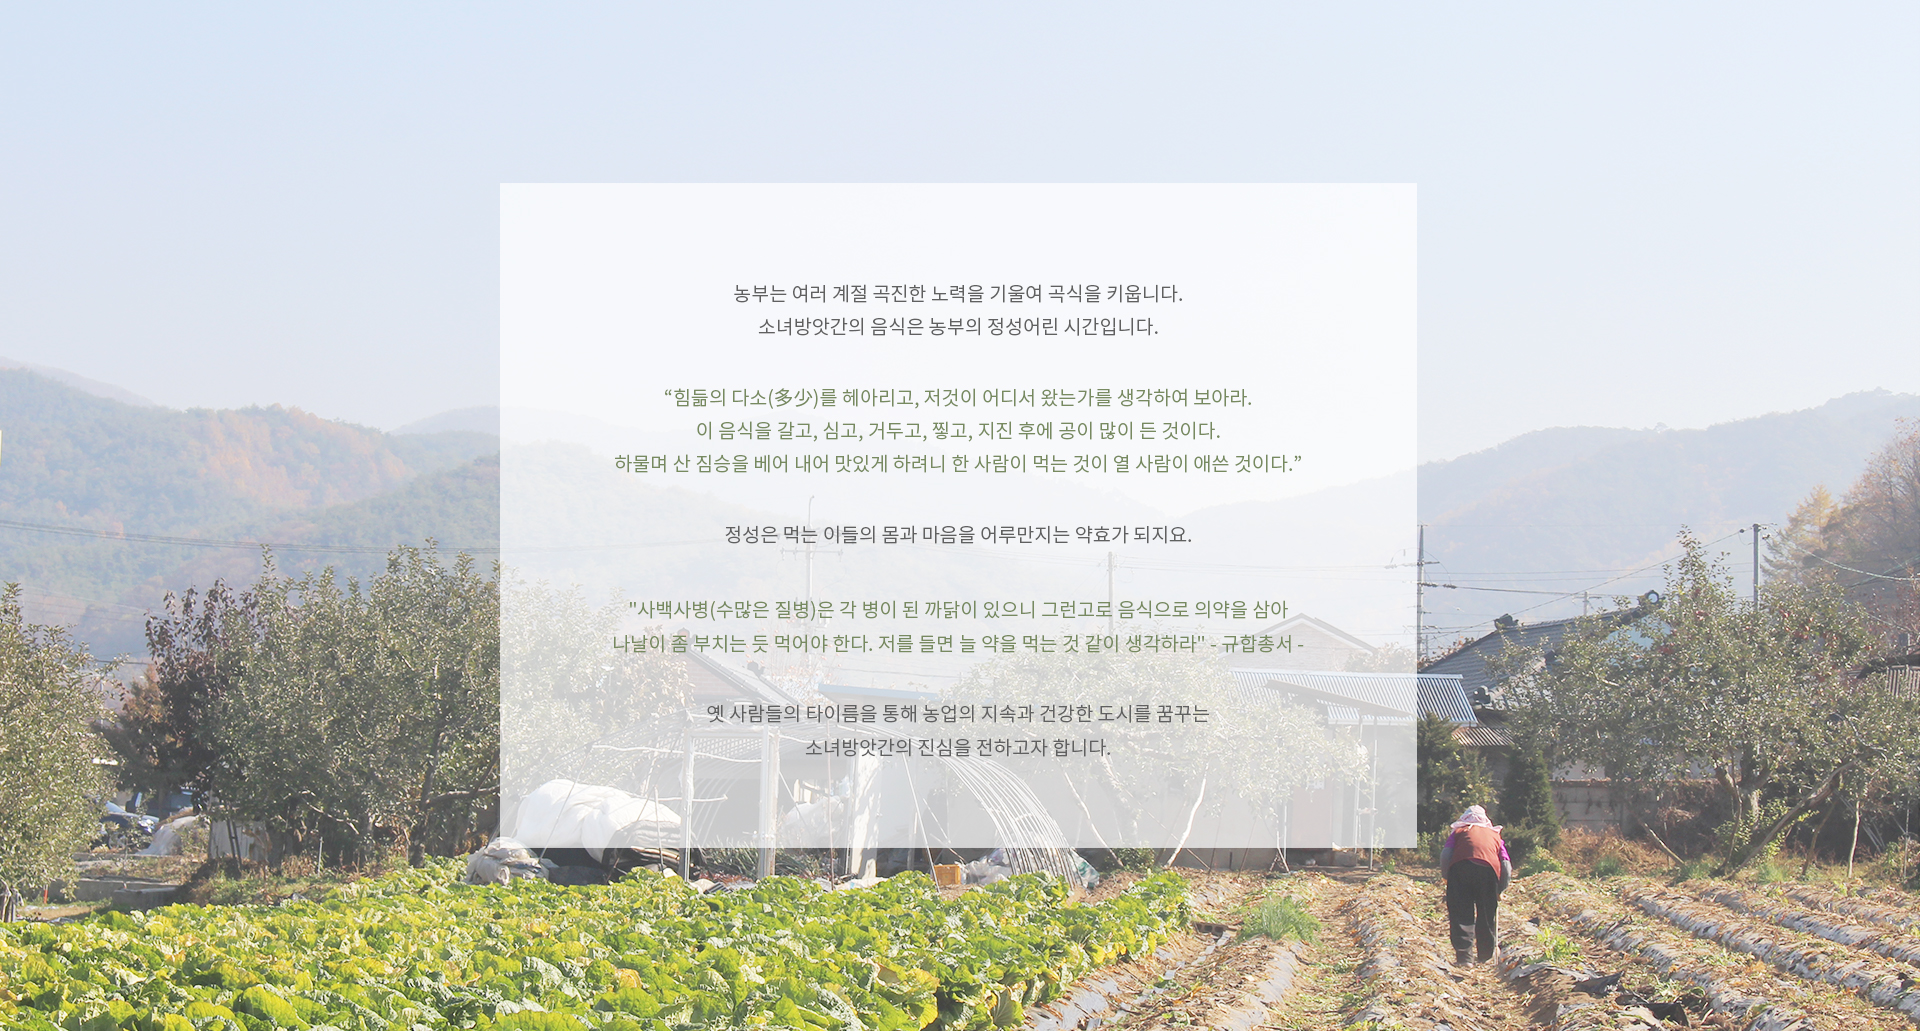 농부는 여러 계절 곡진한 노력을 기울여 곡식을 키웁니다.
소녀방앗간의 음식은 농부의 정성어린 시간입니다.
“힘듦의 다소(多少)를 헤아리고, 저것이 어디서 왔는가를 생각하여 보아라.
이 음식을 갈고, 심고, 거두고, 찧고, 지진 후에 공이 많이 든 것이다.
하물며 산 짐승을 베어 내어 맛있게 하려니 한 사람이 먹는 것이 열 사람이 애쓴 것이다.”
정성은 먹는 이들의 몸과 마음을 어루만지는 약효가 되지요.
"사백사병(수많은 질병)은 각 병이 된 까닭이 있으니 그런고로 음식으로 의약을 삼아
나날이 좀 부치는 듯 먹어야 한다. 저를 들면 늘 약을 먹는 것 같이 생각하라" - 규합총서 -
옛 사람들의 타이름을 통해 농업의 지속과 건강한 도시를 꿈꾸는
소녀방앗간의 진심을 전하고자 합니다.